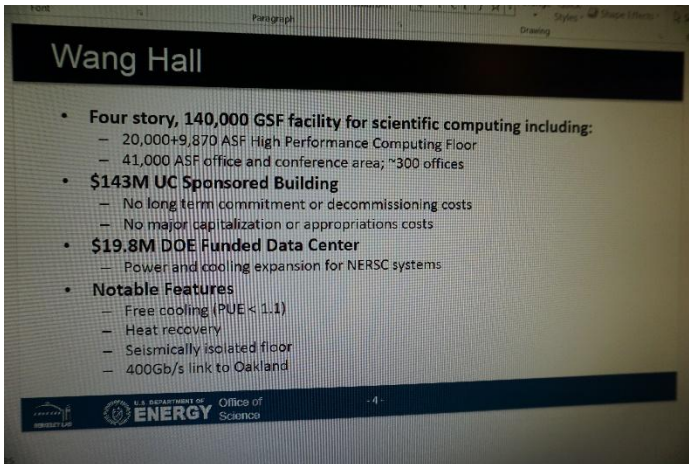 Font
Paragraph
Drawing
Styles
Shape Effects
Wang Hall
• Four story, 140,000 GSF facility for scientific computing including:
– 20,000+9,870 ASF High Performance Computing Floor
– 41,000 ASF office and conference area; ~300 offices
• $143M UC Sponsored Building
– No long term commitment or decommissioning costs
– No major capitalization or appropriations costs
• $19.8M DOE Funded Data Center
– Power and cooling expansion for NERSC systems
• Notable Features
– Free cooling (PUE < 1.1)
– Heat recovery
– Seismically isolated floor
– 400Gb/s link to Oakland
BERKELEY LAB
U.S. DEPARTMENT OF
ENERGY
Office of
Science
- 4 -